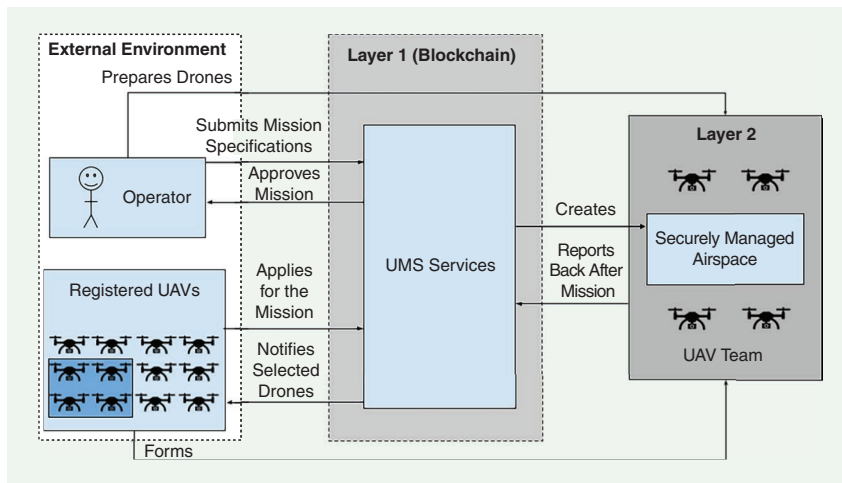 External Environment
Prepares Drones
Submits Mission
Specifications
Approves
Mission
Operator
Registered UAVs
Applies
for the
Mission
Notifies
Selected
Drones
Forms
Layer 1 (Blockchain)
UMS Services
Creates
Reports
Back After
Mission
Layer 2
Securely Managed
Airspace
UAV Team